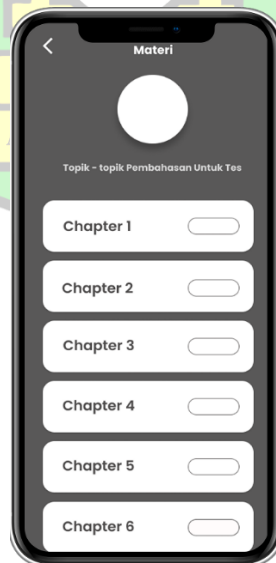 Materi
Topik - topik Pembahasan Untuk Tes
Chapter 1
Chapter 2
Chapter 3
Chapter 4
Chapter 5
Chapter 6